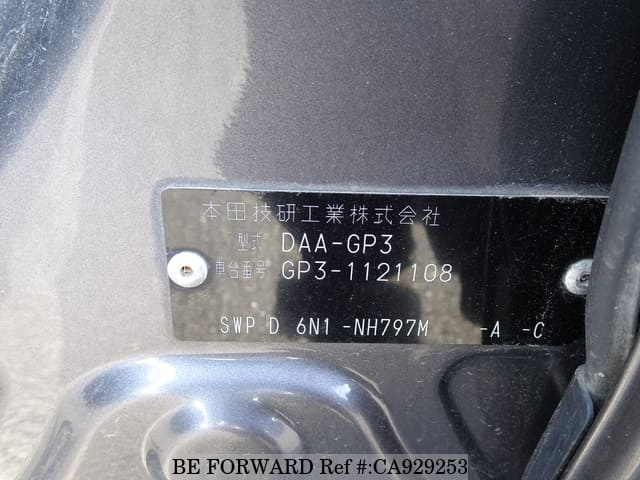 本田技研工業株式会社
型式 DAA-GP3
車台番号 GP3-1121108
SWP D 6N1 -NH797M -A -C
BE FORWARD Ref #:CA929253